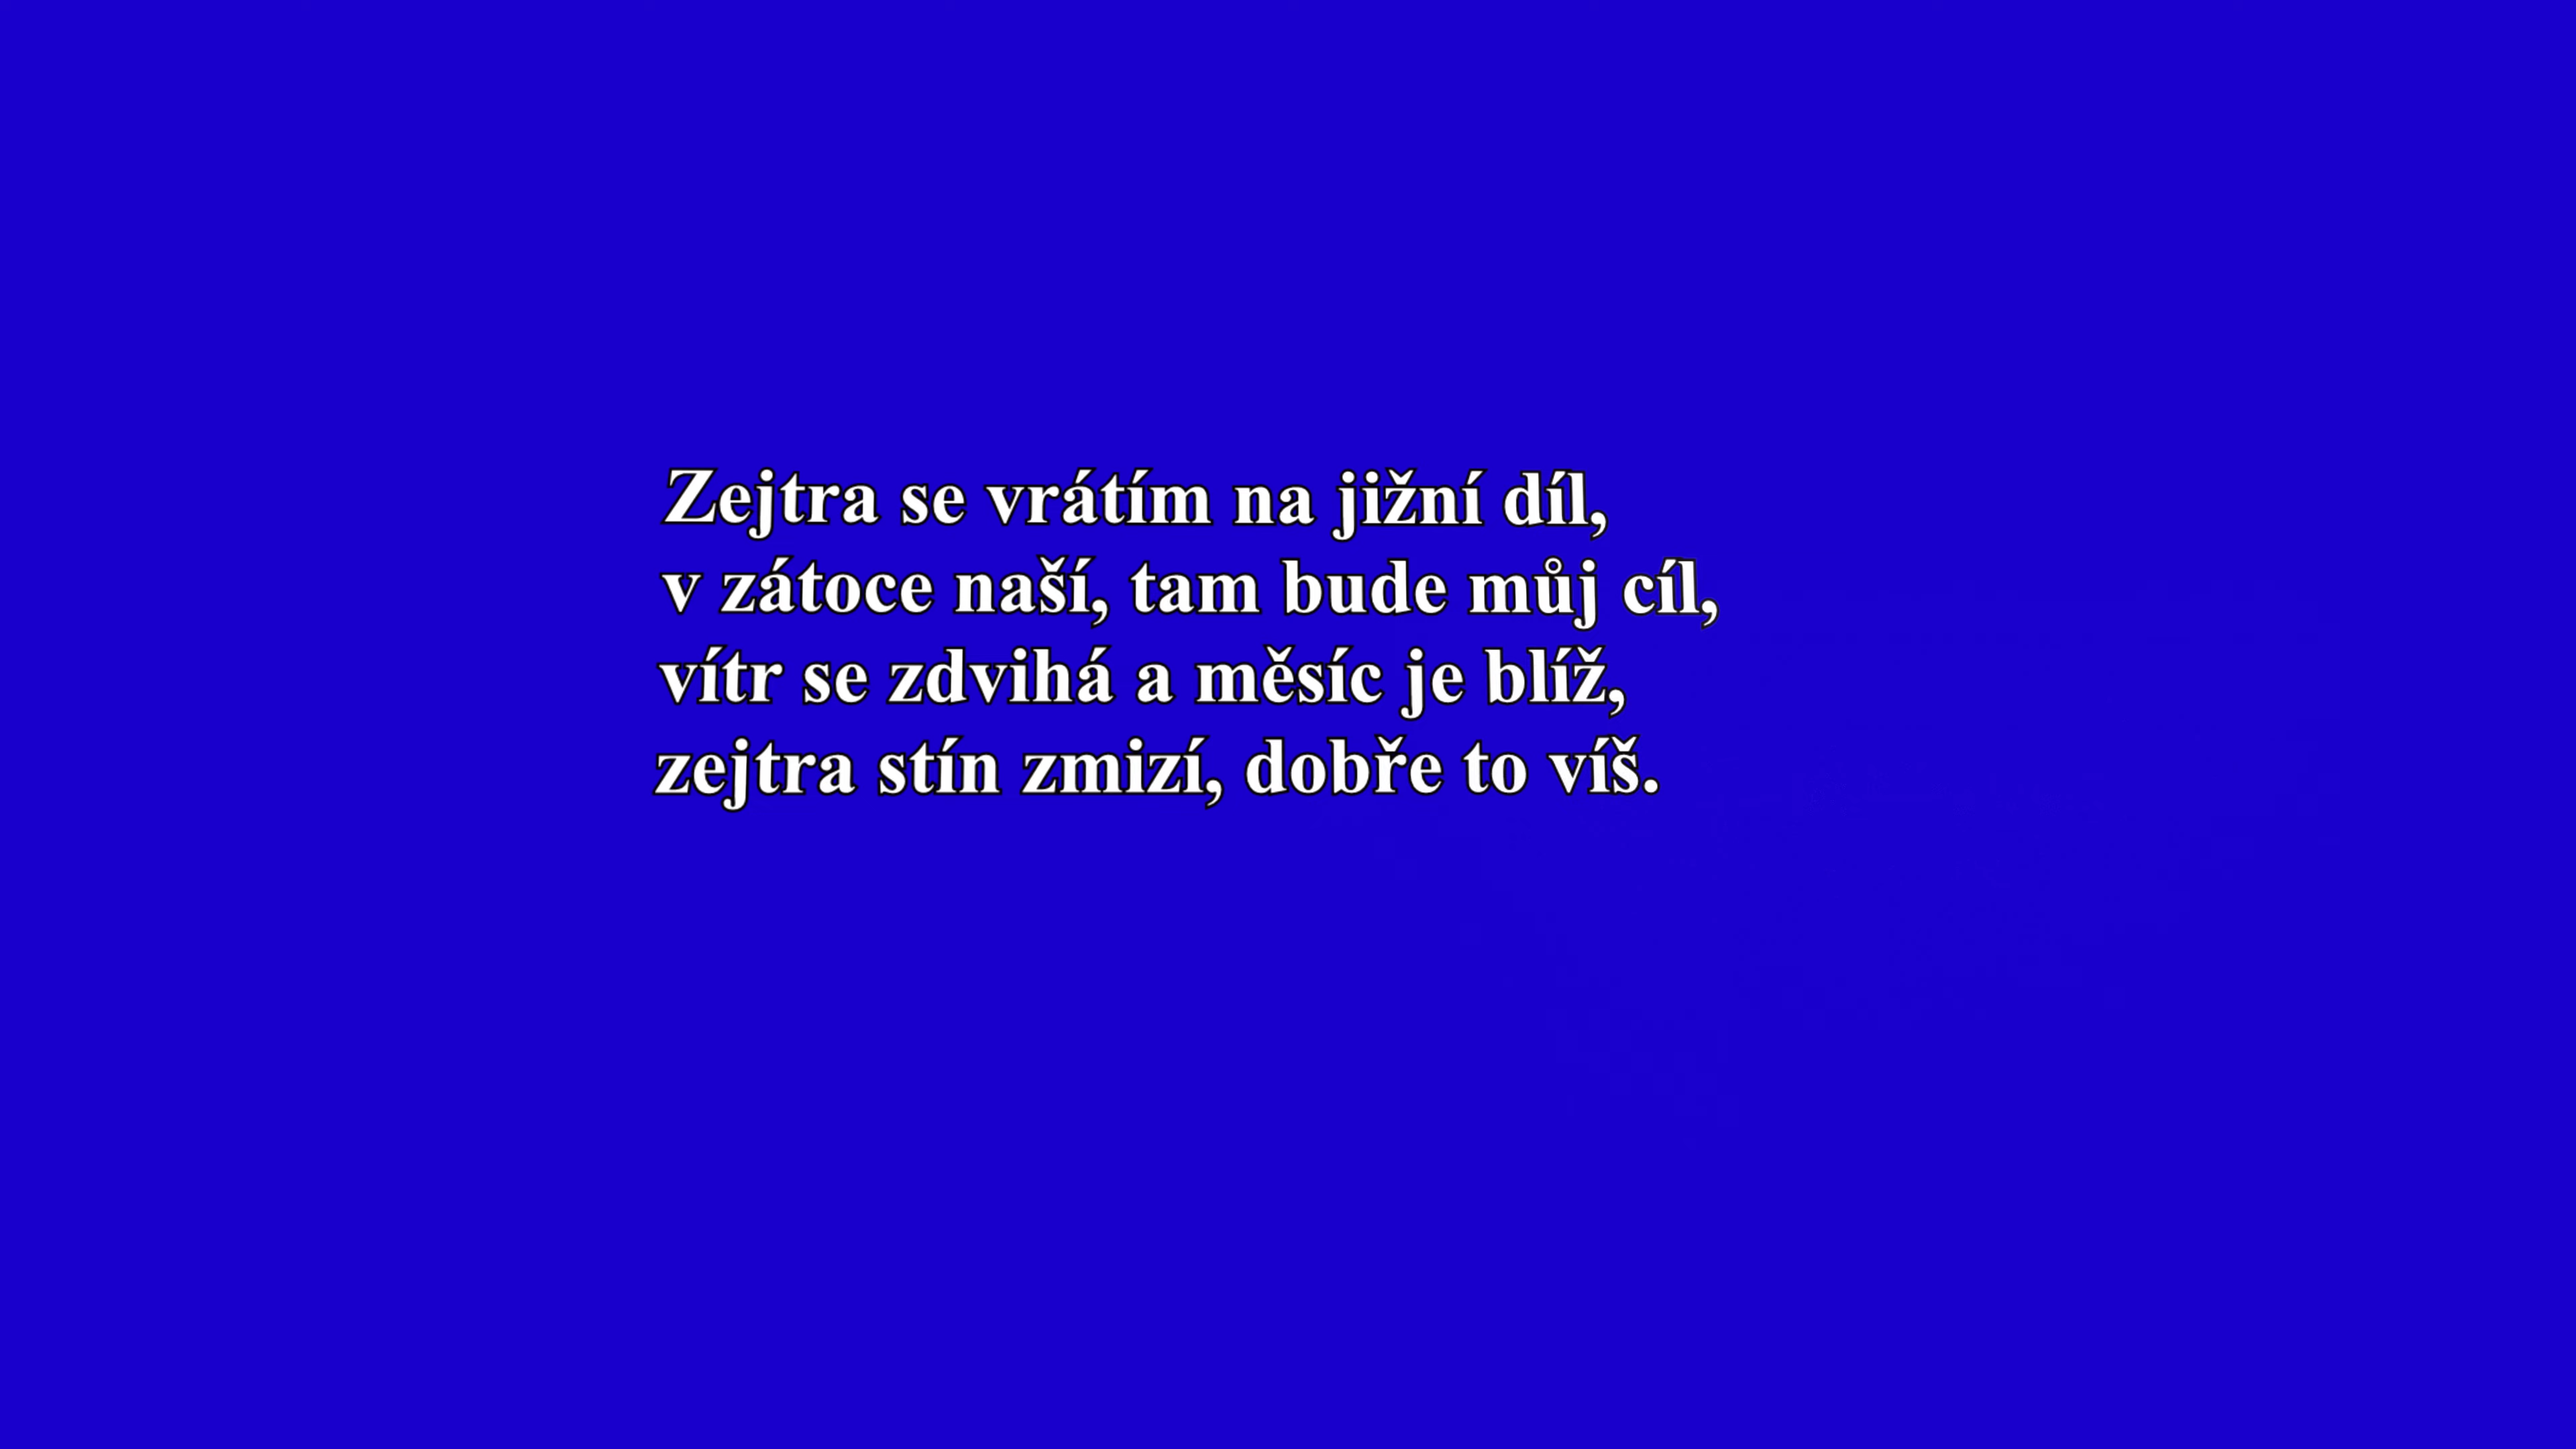 Zejtra se vrátím na jižní díl,
v zátoce naší, tam bude můj cíl,
vítr se zdvihá a měsíc je blíž,
zejtra stín zmizí, dobře to víš.